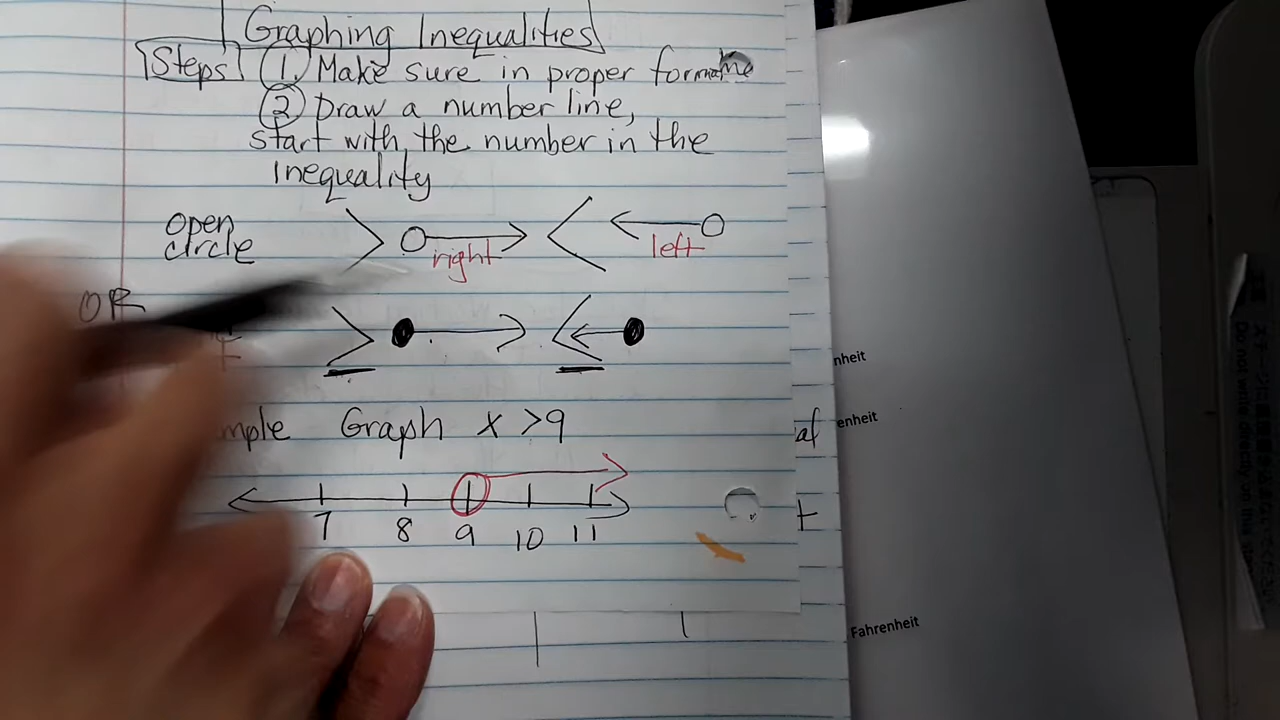 Graphing Inequalities
Steps 1. Make sure in proper format
2 Draw a number line,
start with the number in the
inequality
open
circle > right < left
OR
≥ ≤
Graph x > 9
7 8 9 10 11
nheit
enheit
Fahrenheit